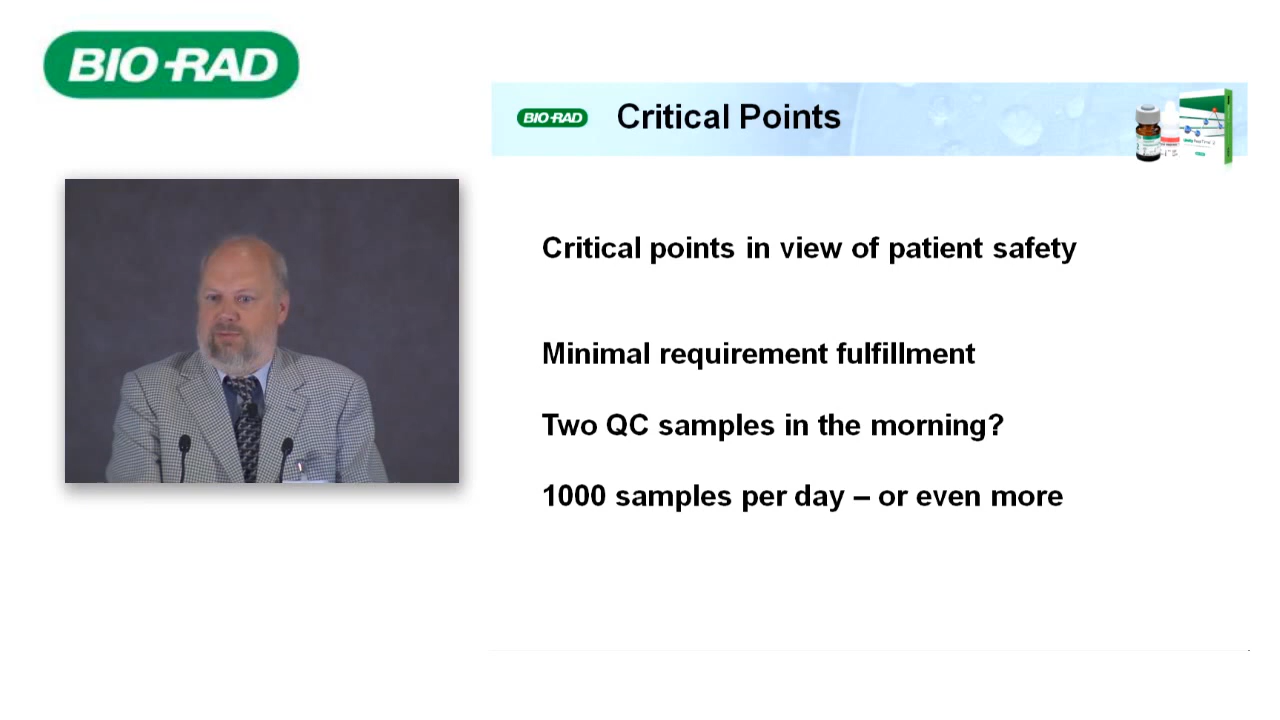 BIO-RAD
BIO-RAD
Critical Points
Critical points in view of patient safety
Minimal requirement fulfillment
Two QC samples in the morning?
1000 samples per day – or even more